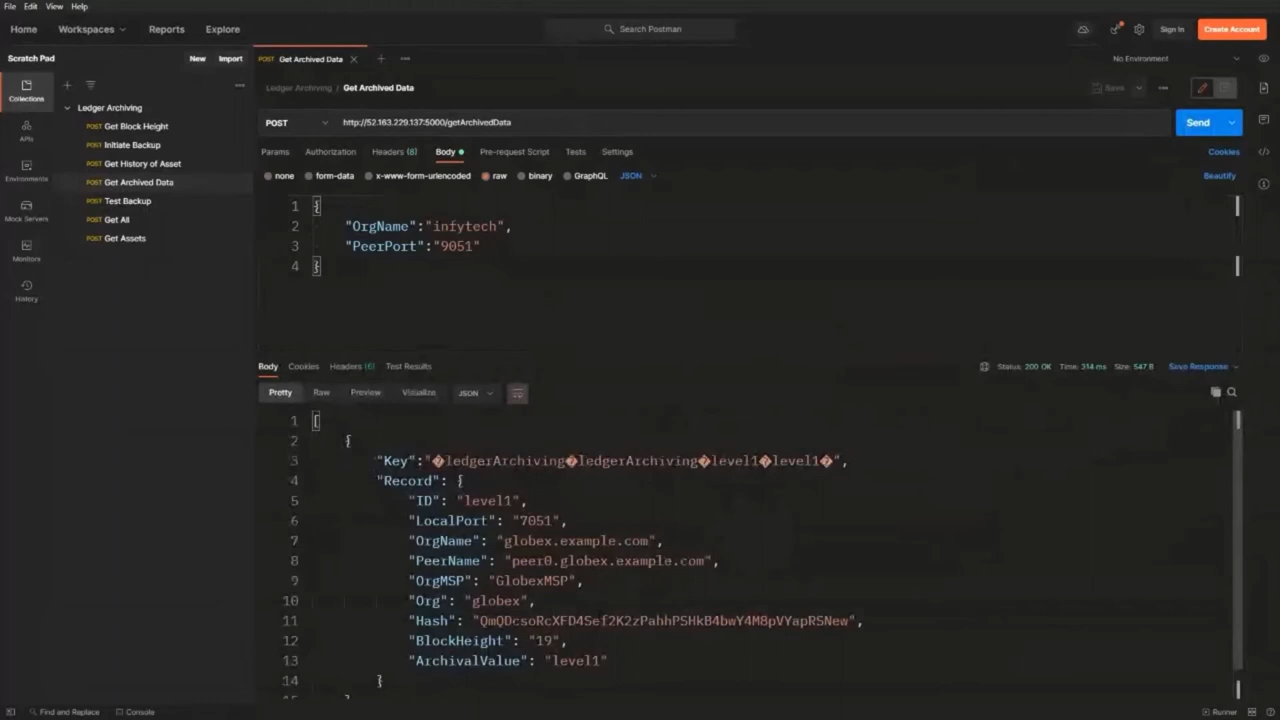 File Edit View Help
Home Workspaces Reports Explore Search Postman Sign In Create Account
Scratch Pad New Import POST Get Archived Data No Environment
Collections
APIs
Environments
Mock Servers
Monitors
History
Ledger Archiving
POST Get Block Height
POST Initiate Backup
POST Get History of Asset
POST Get Archived Data
POST Test Backup
POST Get All
POST Get Assets
Ledger Archiving / Get Archived Data Save
POST http://52.163.229.137:5000/getArchivedData Send
Params Authorization Headers (8) Body Pre-request Script Tests Settings Cookies
none form-data x-www-form-urlencoded raw binary GraphQL JSON Beautify
1 {
2 "OrgName":"infytech",
3 "PeerPort":"9051"
4 }
Body Cookies Headers (6) Test Results Status: 200 OK Time: 314 ms Size: 547 B Save Response
Pretty Raw Preview Visualize JSON
1 [
2 {
3 "Key":"�ledgerArchiving�ledgerArchiving�level1�level1�",
4 "Record": {
5 "ID": "level1",
6 "LocalPort": "7051",
7 "OrgName": "globex.example.com",
8 "PeerName": "peer0.globex.example.com",
9 "OrgMSP": "GlobexMSP",
10 "Org": "globex",
11 "Hash": "QmQDcsoRcXFD4Sef2K2zPahhPSHkB4bwY4M8pVYapRSNew",
12 "BlockHeight": "19",
13 "ArchivalValue": "level1"
14 }
Find and Replace Console Runner